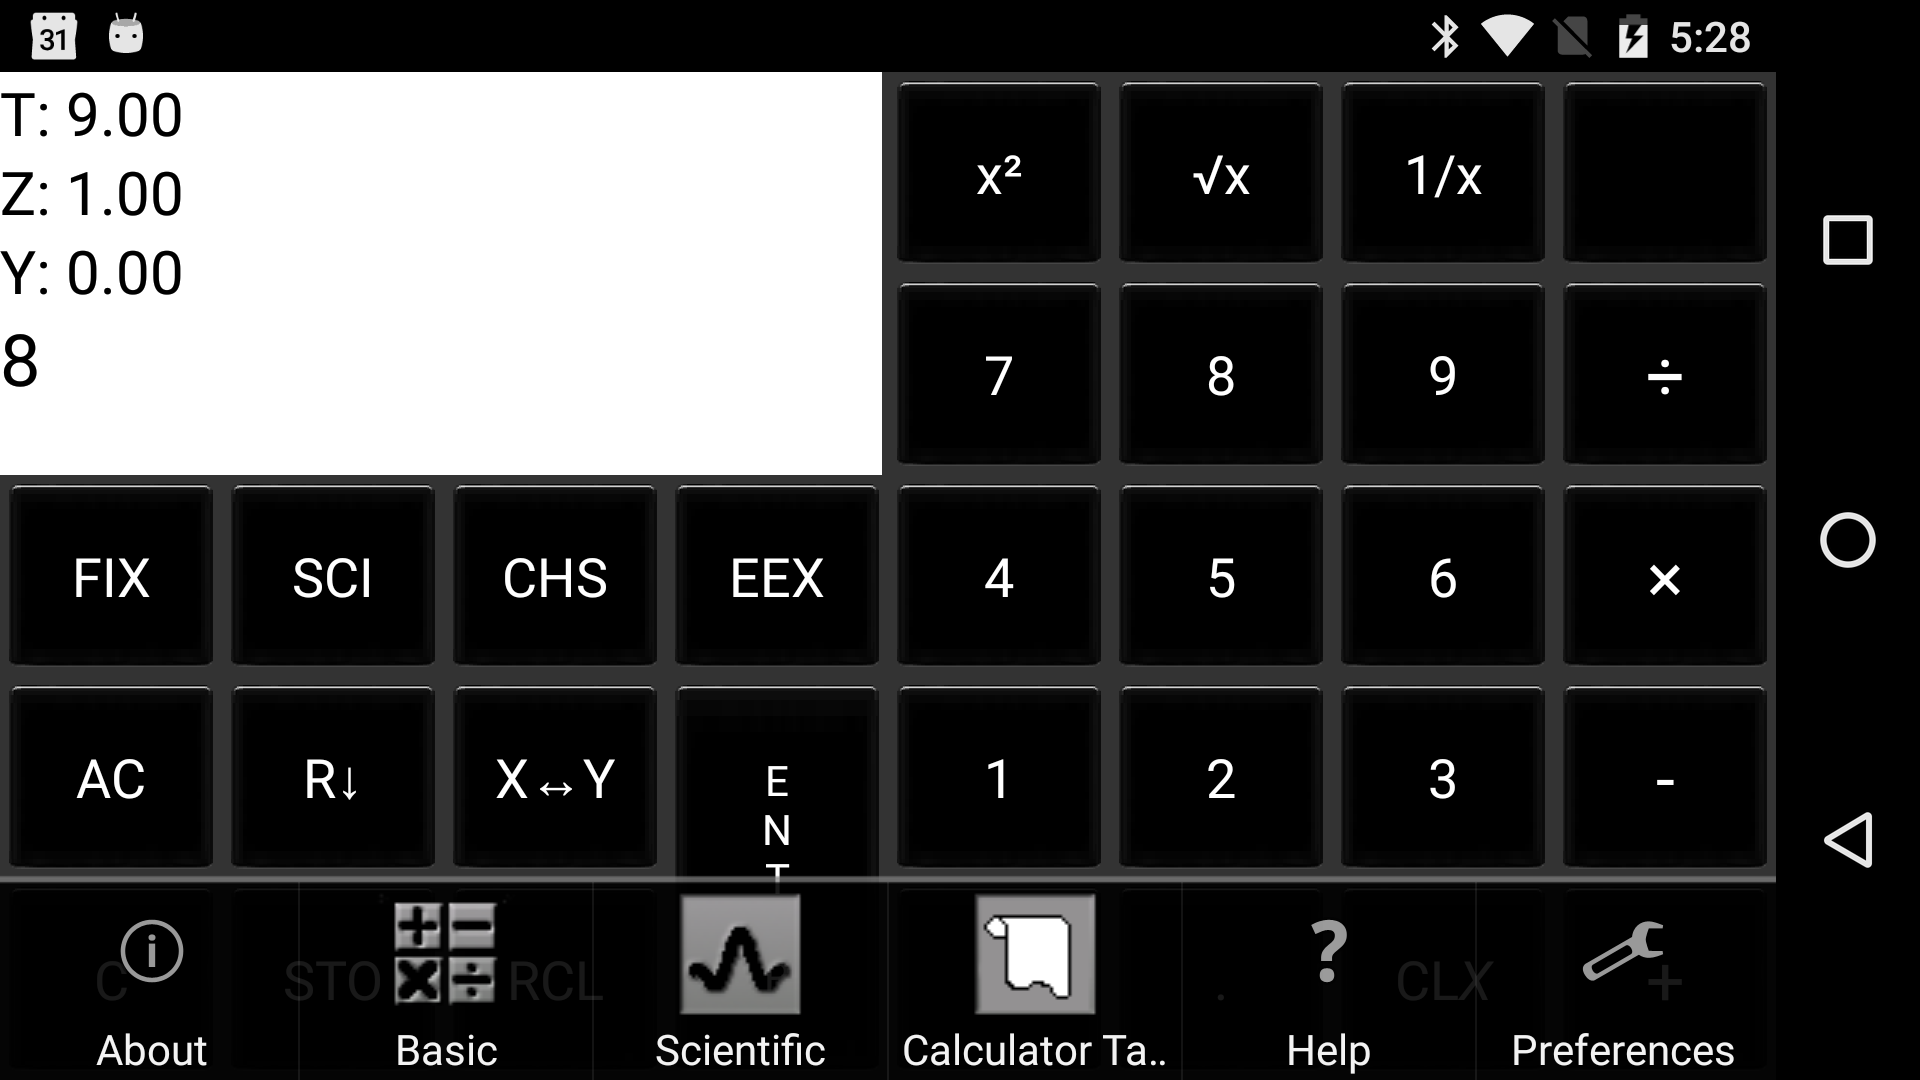 31
5:28
T: 9.00
Z: 1.00
Y: 0.00
8
x² √x 1/x
7 8 9 ÷
FIX SCI CHS EEX 4 5 6 ×
AC R↓ X↔Y
E
N
T
1 2 3 -
C STO RCL . CLX +
About Basic Scientific Calculator Ta.. Help Preferences